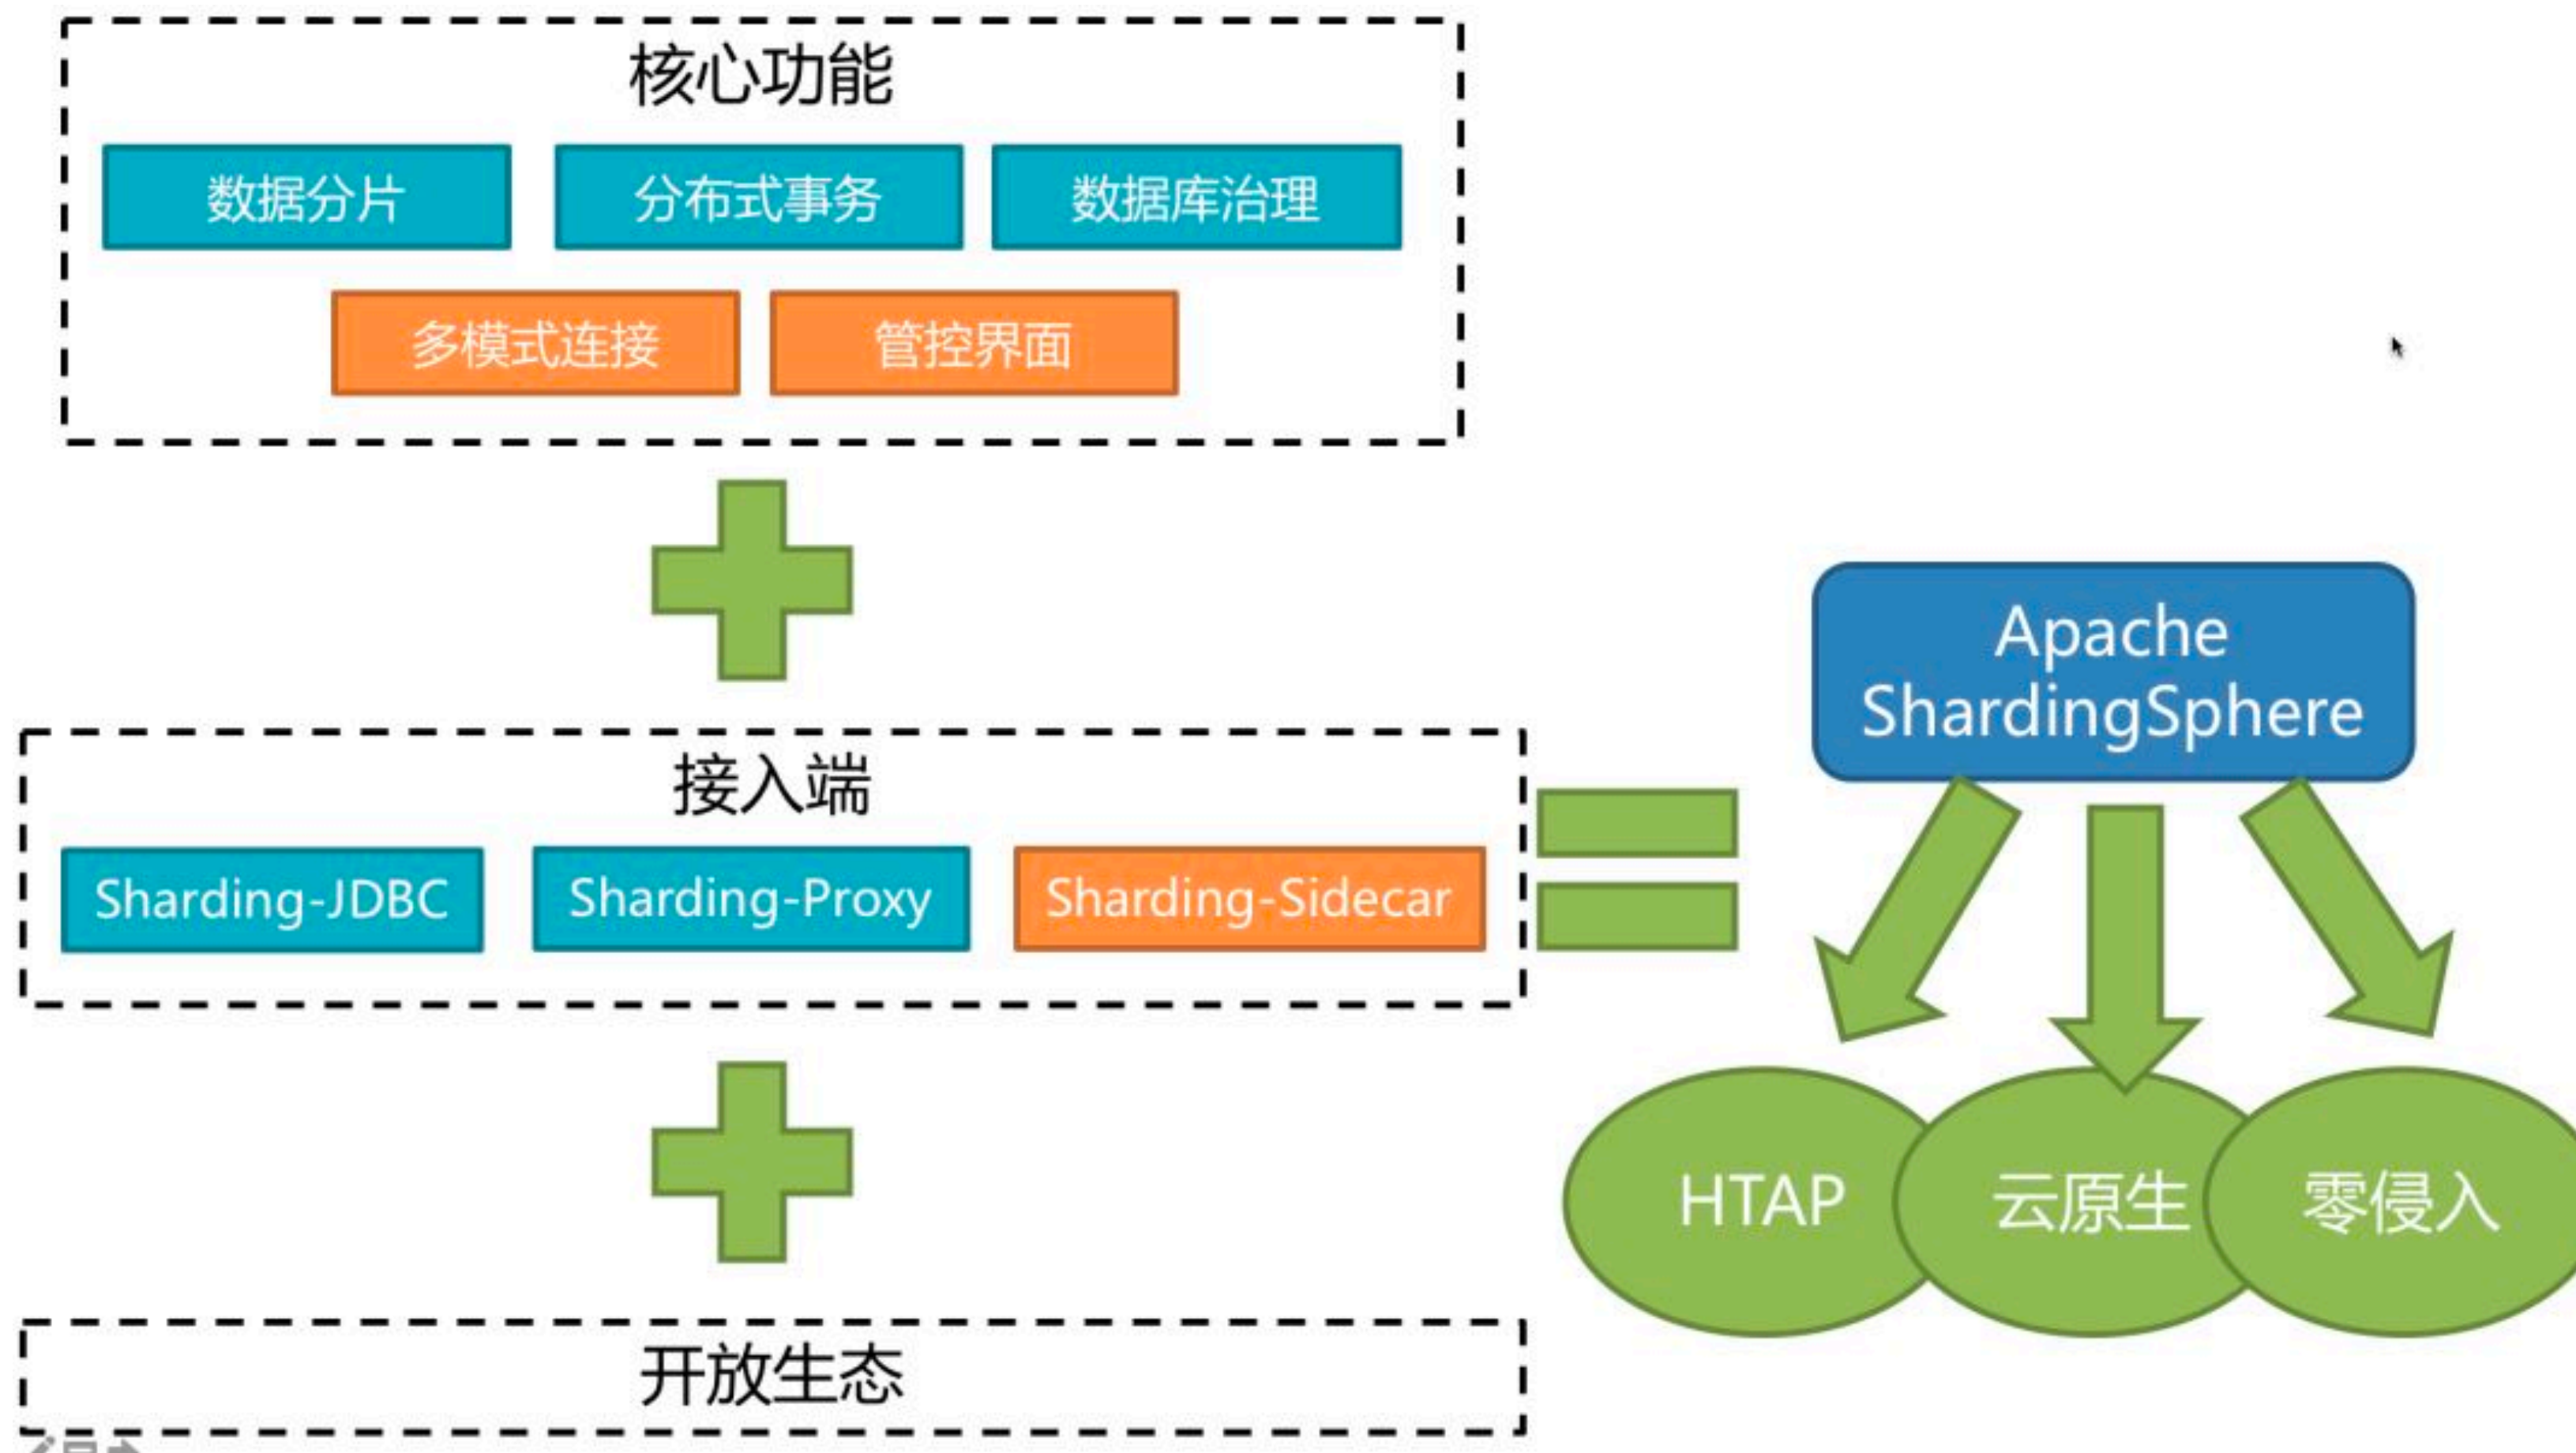 核心功能
数据分片
分布式事务
数据库治理
多模式连接
管控界面
接入端
Sharding-JDBC
Sharding-Proxy
Sharding-Sidecar
开放生态
Apache
ShardingSphere
HTAP
云原生
零侵入